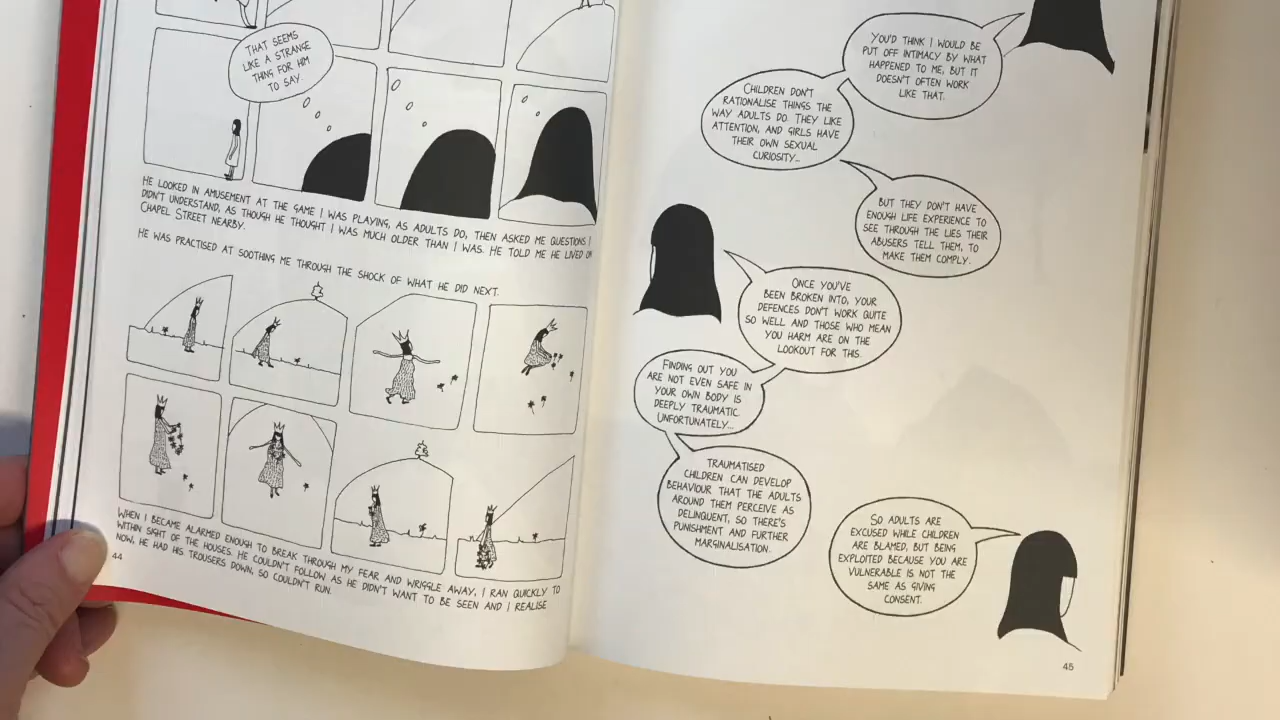 THAT SEEMS
LIKE A STRANGE
THING FOR HIM
TO SAY.
HE LOOKED IN AMUSEMENT AT THE GAME I WAS PLAYING, AS ADULTS DO, THEN ASKED ME QUESTIONS I
DIDN'T UNDERSTAND, AS THOUGH HE THOUGHT I WAS MUCH OLDER THAN I WAS. HE TOLD ME HE LIVED ON
CHAPEL STREET NEARBY.
HE WAS PRACTISED AT SOOTHING ME THROUGH THE SHOCK OF WHAT HE DID NEXT.
WHEN I BECAME ALARMED ENOUGH TO BREAK THROUGH MY FEAR AND WRIGGLE AWAY, I RAN QUICKLY TO
WITHIN SIGHT OF THE HOUSES. HE COULDN'T FOLLOW AS HE DIDN'T WANT TO BE SEEN AND I REALISE
NOW, HE HAD HIS TROUSERS DOWN, SO COULDN'T RUN.
44
YOU'D THINK I WOULD BE
PUT OFF INTIMACY BY WHAT
HAPPENED TO ME, BUT IT
DOESN'T OFTEN WORK
LIKE THAT.
CHILDREN DON'T
RATIONALISE THINGS THE
WAY ADULTS DO. THEY LIKE
ATTENTION, AND GIRLS HAVE
THEIR OWN SEXUAL
CURIOSITY...
BUT THEY DON'T HAVE
ENOUGH LIFE EXPERIENCE TO
SEE THROUGH THE LIES THEIR
ABUSERS TELL THEM, TO
MAKE THEM COMPLY.
ONCE YOU'VE
BEEN BROKEN INTO, YOUR
DEFENCES DON'T WORK QUITE
SO WELL AND THOSE WHO MEAN
YOU HARM ARE ON THE
LOOKOUT FOR THIS.
FINDING OUT YOU
ARE NOT EVEN SAFE IN
YOUR OWN BODY IS
DEEPLY TRAUMATIC.
UNFORTUNATELY...
TRAUMATISED
CHILDREN CAN DEVELOP
BEHAVIOUR THAT THE ADULTS
AROUND THEM PERCEIVE AS
DELINQUENT, SO THERE'S
PUNISHMENT AND FURTHER
MARGINALISATION.
SO ADULTS ARE
EXCUSED WHILE CHILDREN
ARE BLAMED, BUT BEING
EXPLOITED BECAUSE YOU ARE
VULNERABLE IS NOT THE
SAME AS GIVING
CONSENT.
45